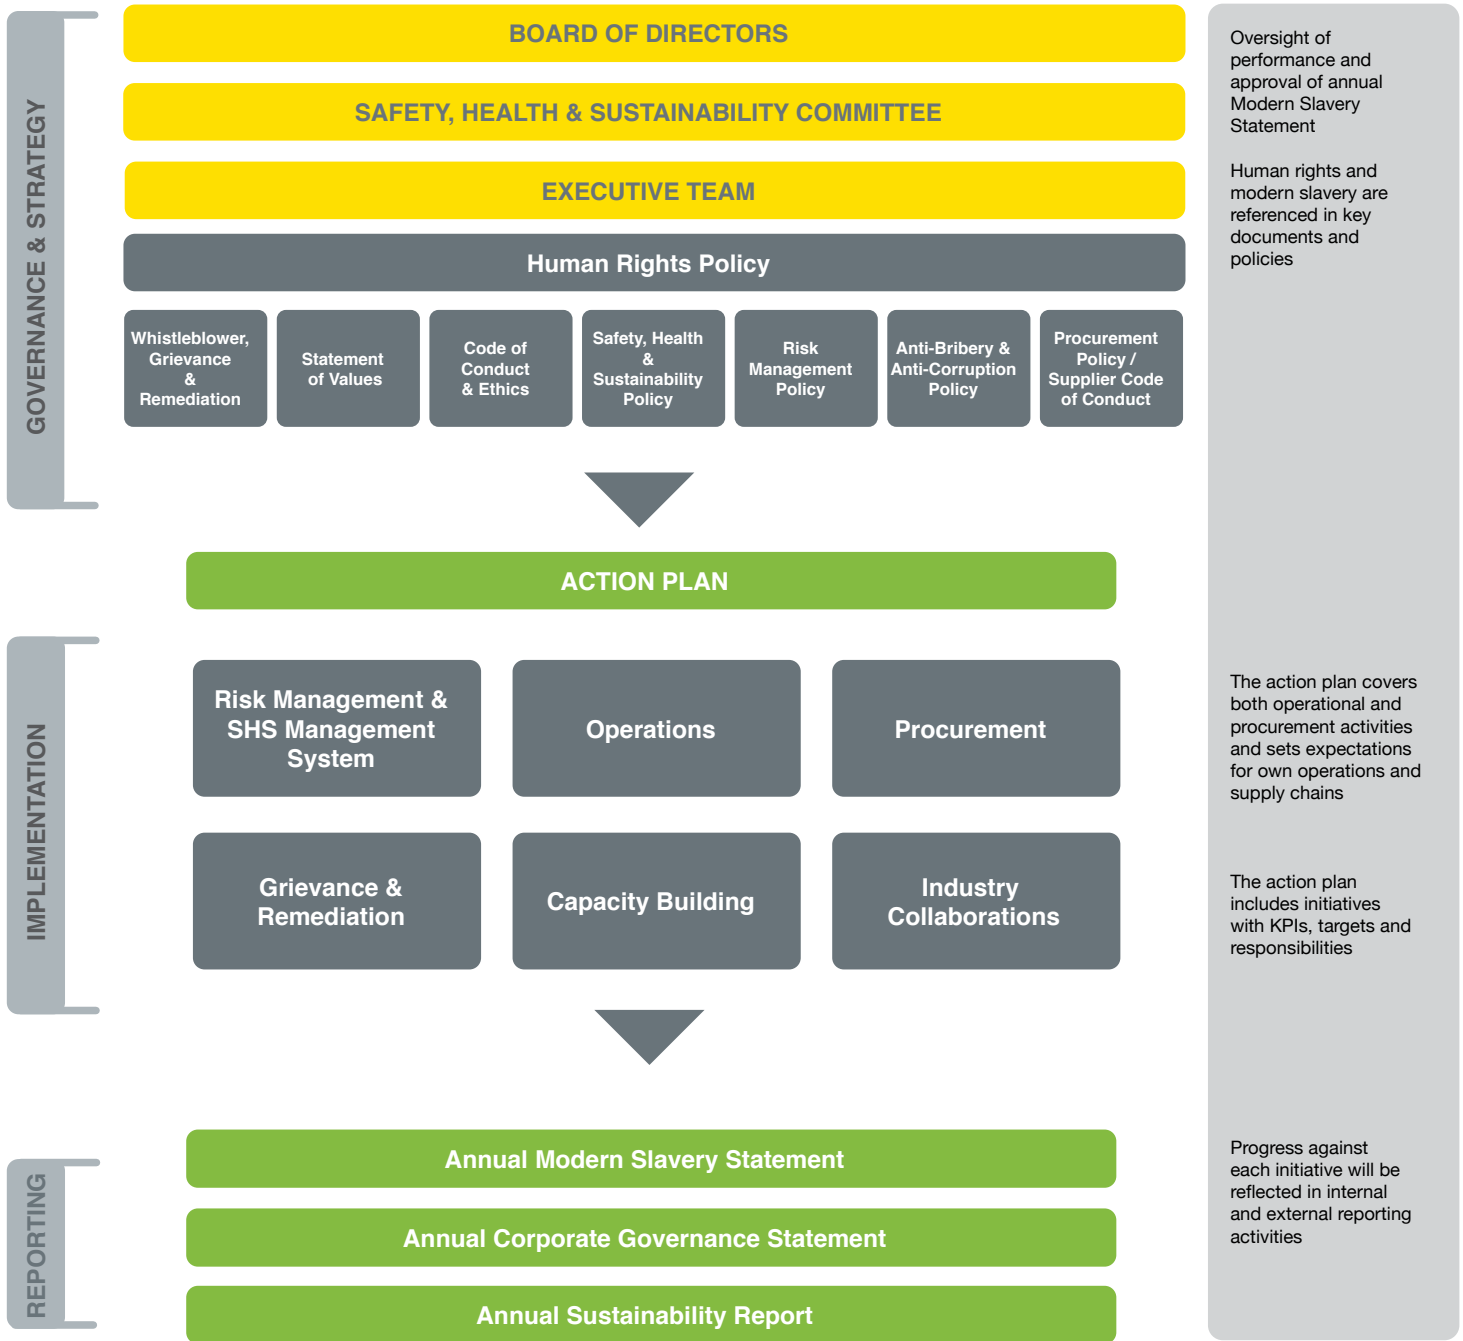 GOVERNANCE & STRATEGY
BOARD OF DIRECTORS
SAFETY, HEALTH & SUSTAINABILITY COMMITTEE
EXECUTIVE TEAM
Human Rights Policy
Whistleblower,
Grievance
&
Remediation
Statement
of Values
Code of
Conduct
& Ethics
Safety, Health
&
Sustainability
Policy
Risk
Management
Policy
Anti-Bribery &
Anti-Corruption
Policy
Procurement
Policy /
Supplier Code
of Conduct
Oversight of
performance and
approval of annual
Modern Slavery
Statement
Human rights and
modern slavery are
referenced in key
documents and
policies
ACTION PLAN
IMPLEMENTATION
Risk Management &
SHS Management
System
Operations
Procurement
Grievance &
Remediation
Capacity Building
Industry
Collaborations
The action plan covers
both operational and
procurement activities
and sets expectations
for own operations and
supply chains
The action plan
includes initiatives
with KPIs, targets and
responsibilities
REPORTING
Annual Modern Slavery Statement
Annual Corporate Governance Statement
Annual Sustainability Report
Progress against
each initiative will be
reflected in internal
and external reporting
activities